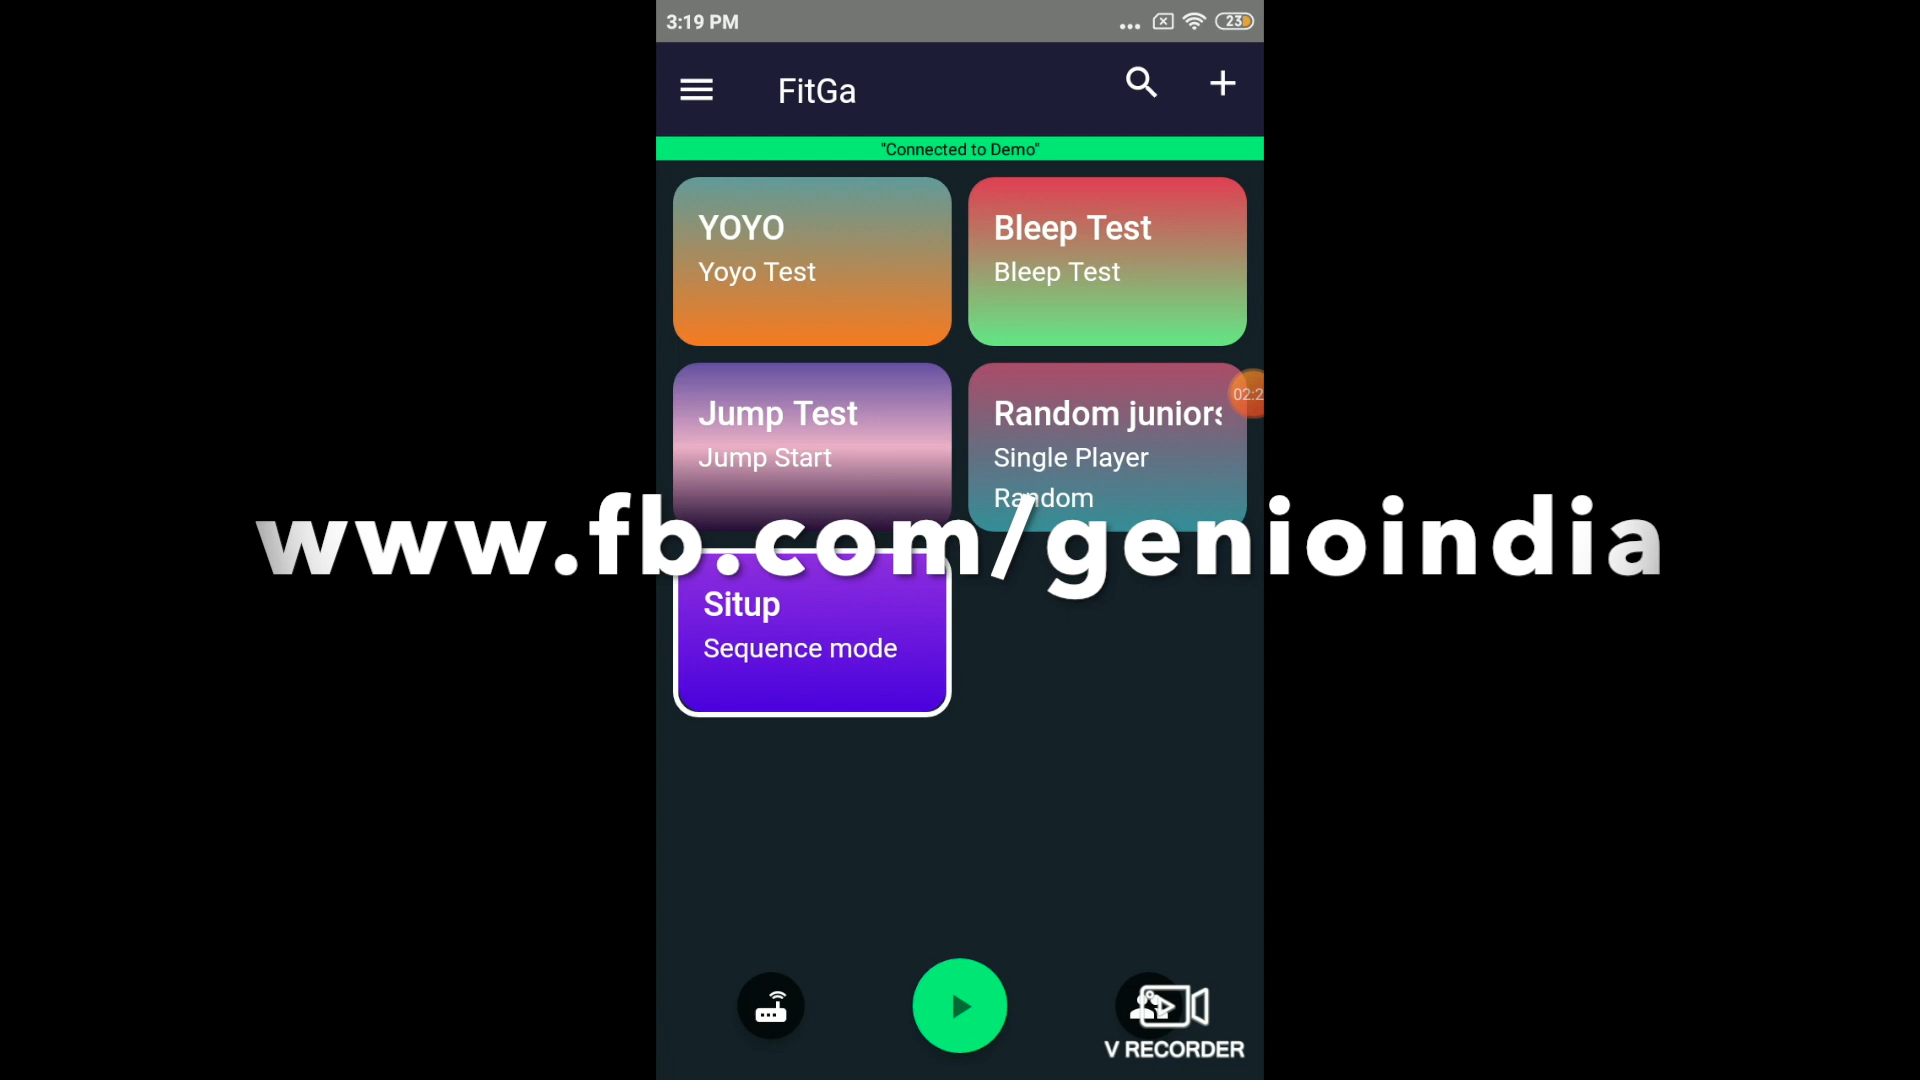 3:19 PM
23
FitGa
"Connected to Demo"
YOYO
Yoyo Test
Bleep Test
Bleep Test
Jump Test
Jump Start
Random juniors
Single Player
Random
02:2
www.fb.com/genioindia
Situp
Sequence mode
V RECORDER